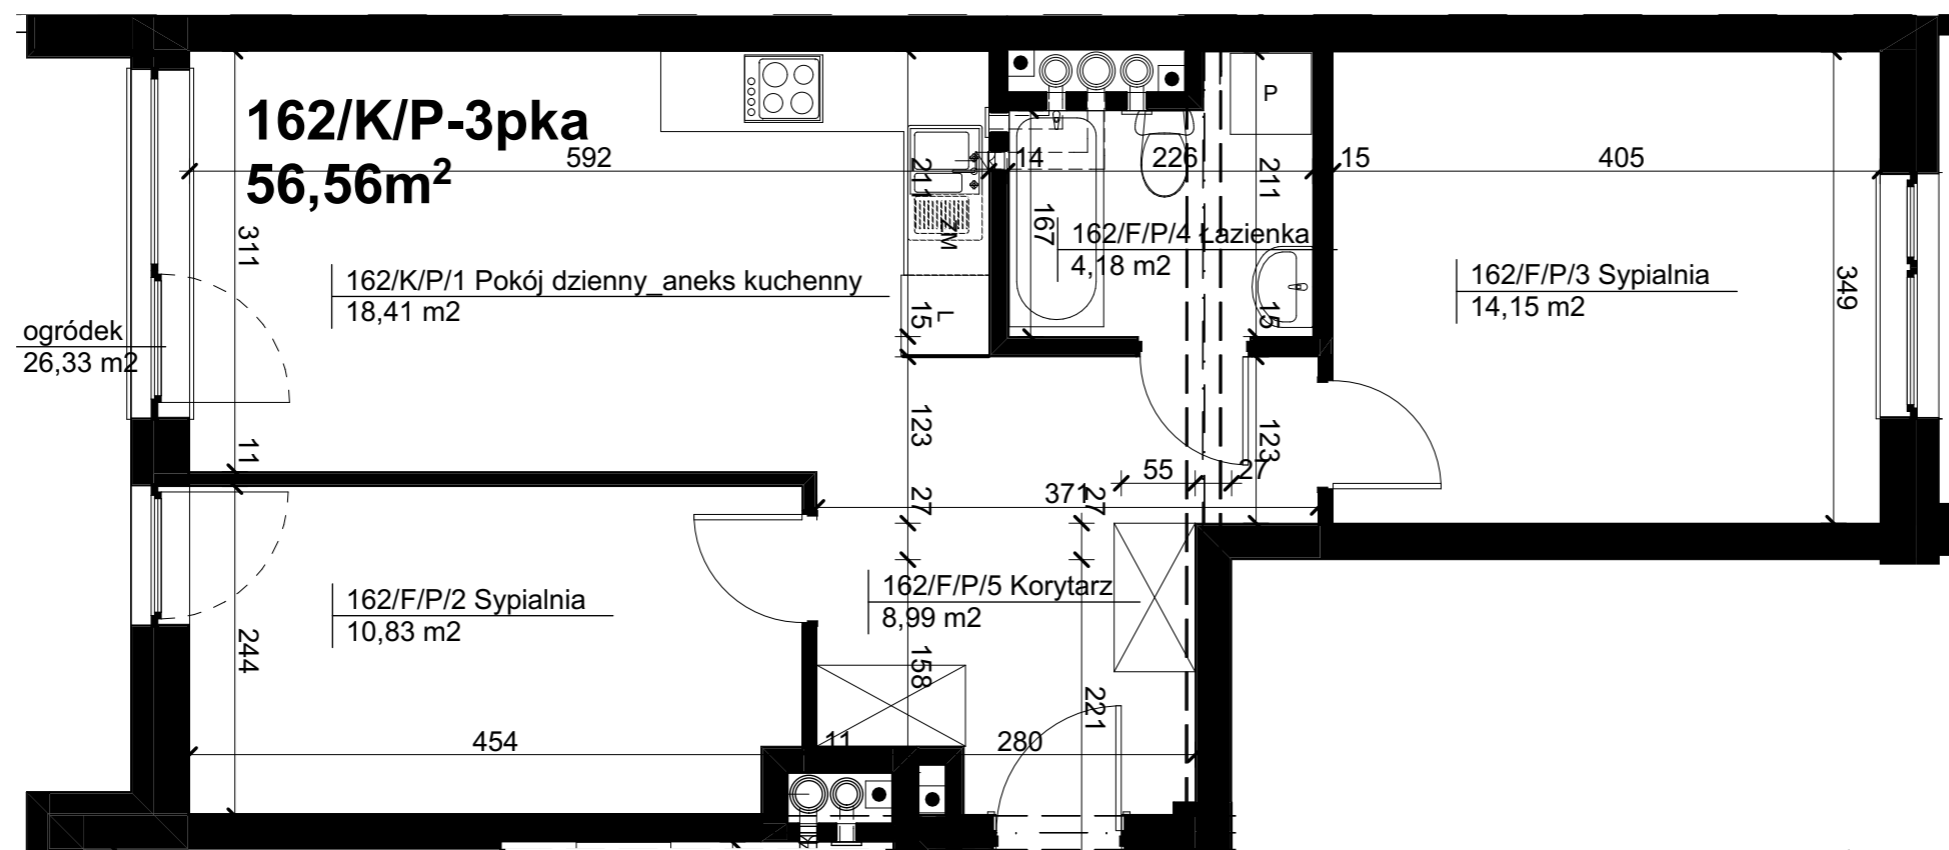 162/K/P-3pka
56,56m²
592
14
226
15
405
P
211
211
311
167
ZM
162/F/P/4 Łazienka
4,18 m2
162/K/P/1 Pokój dzienny_aneks kuchenny
18,41 m2
L
15
15
162/F/P/3 Sypialnia
14,15 m2
349
ogródek
26,33 m2
11
123
123
55
27
371
27
27
162/F/P/2 Sypialnia
10,83 m2
162/F/P/5 Korytarz
8,99 m2
244
158
221
454
11
280